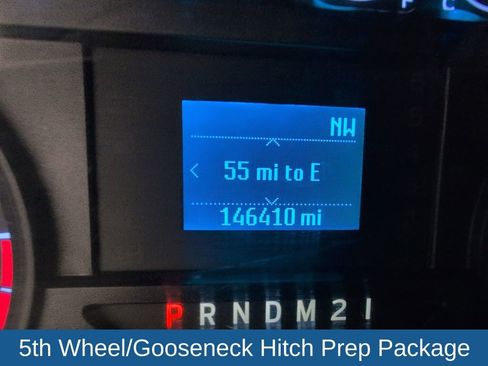 F C
NW
55 mi to E
146410 mi
P R N D M 2 1
5th Wheel/Gooseneck Hitch Prep Package